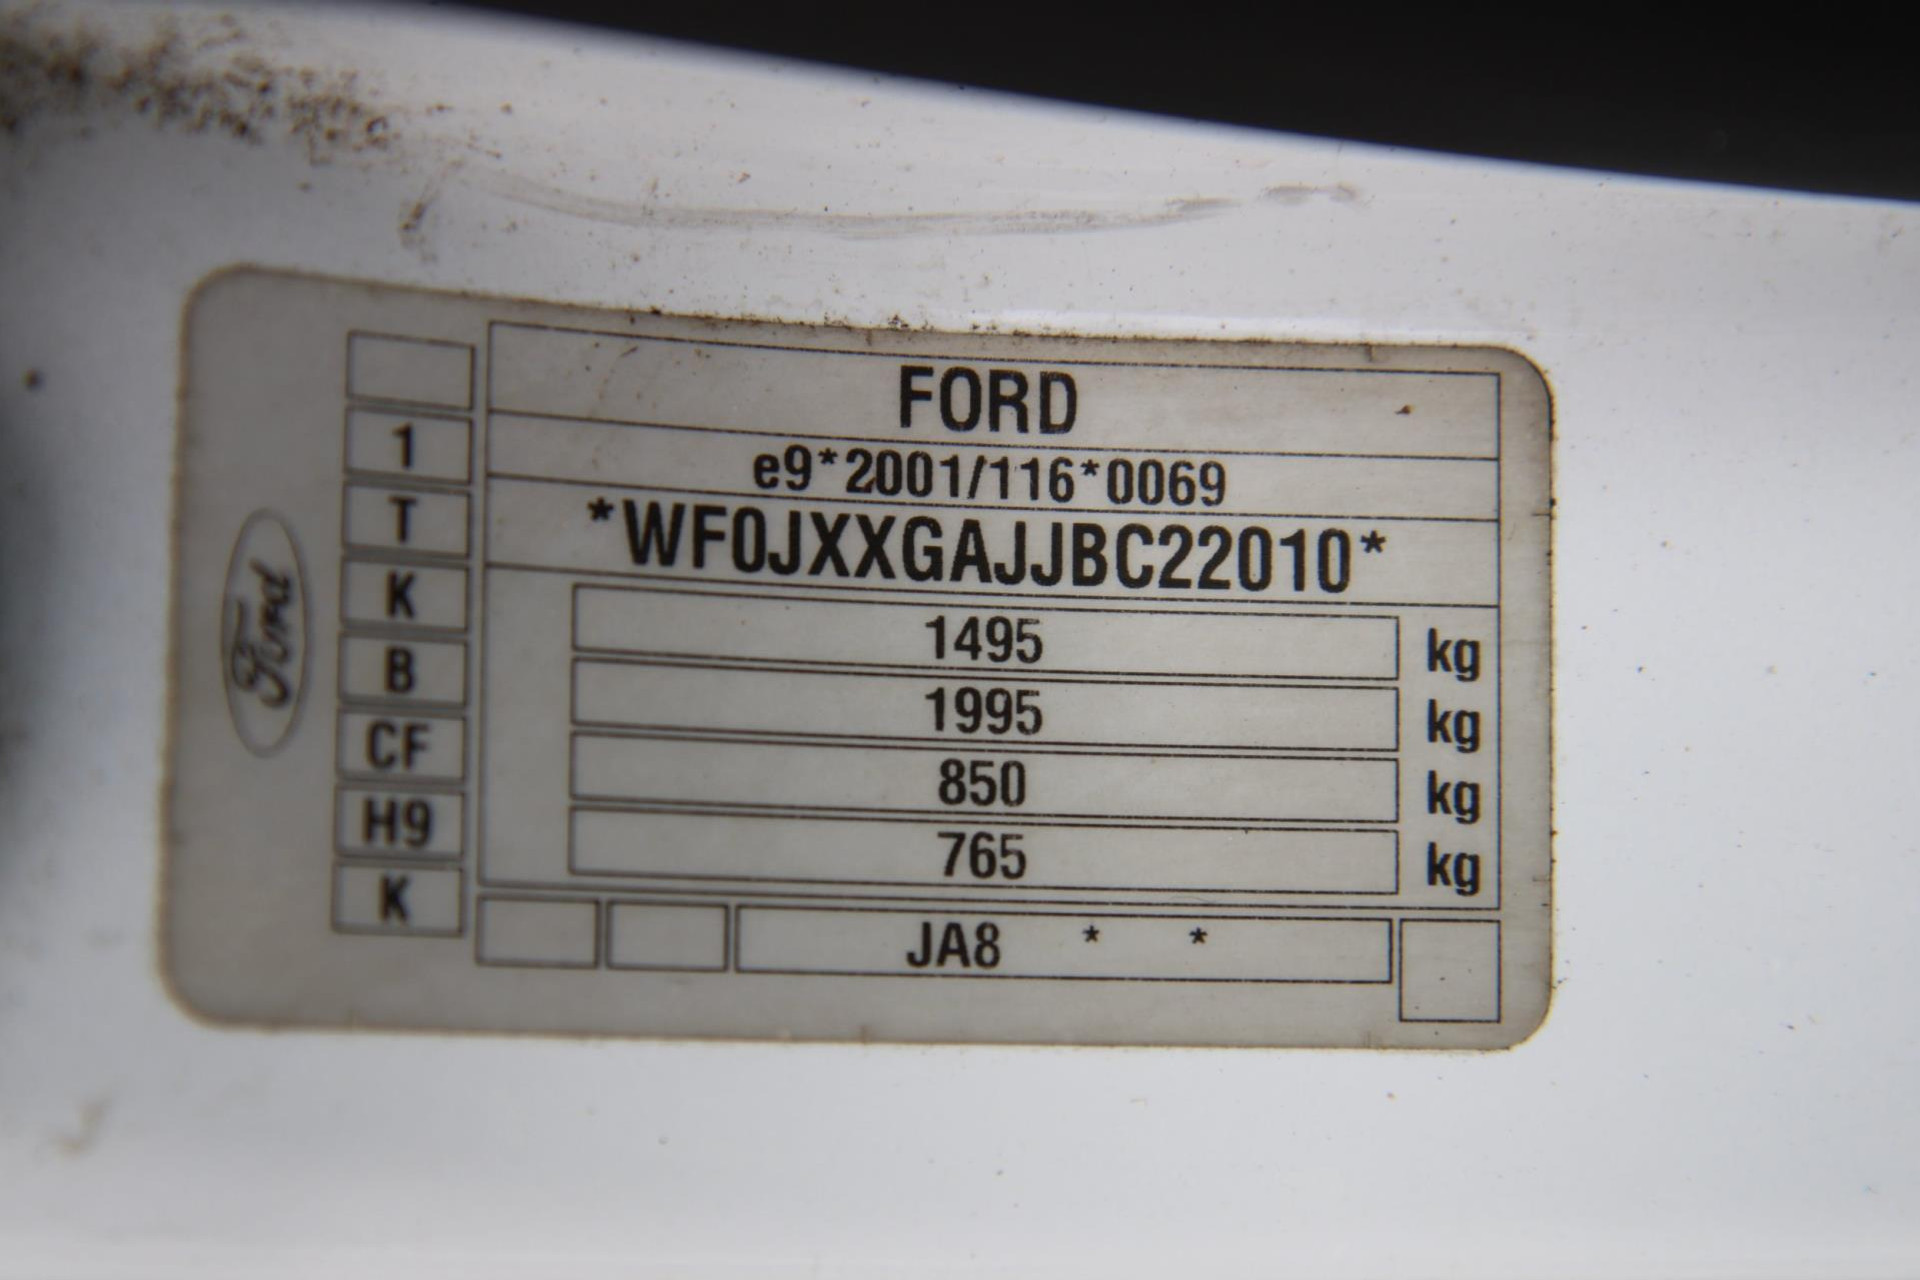 FORD
e9*2001/116*0069
*WF0JXXGAJJBC22010*
1495 kg
1995 kg
850 kg
765 kg
JA8 * *
1
T
K
B
CF
H9
K
Ford